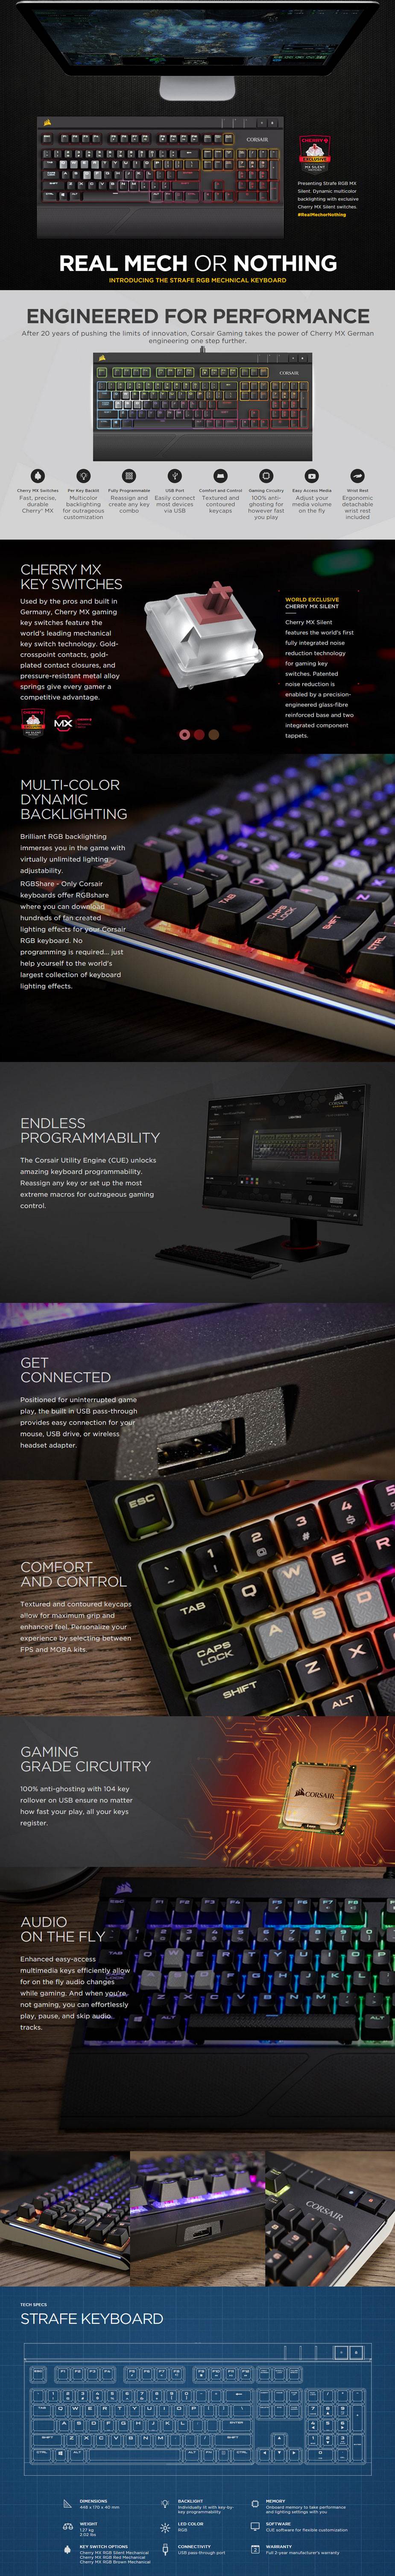 CORSAIR
CHERRY
EXCLUSIVE
MX SILENT
Presenting Strafe RGB MX
Silent. Dynamic multicolor
backlighting with exclusive
Cherry MX Silent switches.
#RealMechorNothing
REAL MECH OR NOTHING
INTRODUCING THE STRAFE RGB MECHNICAL KEYBOARD
ENGINEERED FOR PERFORMANCE
After 20 years of pushing the limits of innovation, Corsair Gaming takes the power of Cherry MX German
engineering one step further.
CORSAIR
Cherry MX Switches
Fast, precise,
durable
Cherry® MX
Per Key Backlit
Multicolor
backlighting
for outrageous
customization
Fully Programmable
Reassign and
create any key
combo
USB Port
Easily connect
most devices
via USB
Comfort and Control
Textured and
contoured
keycaps
Gaming Circuitry
100% anti-
ghosting for
however fast
you play
Easy Access Media
Adjust your
media volume
on the fly
Wrist Rest
Ergonomic
detachable
wrist rest
included
CHERRY MX
KEY SWITCHES
Used by the pros and built in
Germany, Cherry MX gaming
key switches feature the
world's leading mechanical
key switch technology. Gold-
crosspoint contacts, gold-
plated contact closures, and
pressure-resistant metal alloy
springs give every gamer a
competitive advantage.
MX
WORLD EXCLUSIVE
CHERRY MX SILENT
Cherry MX Silent
features the world's first
fully integrated noise
reduction technology
for gaming key
switches. Patented
noise reduction is
enabled by a precision-
engineered glass-fibre
reinforced base and two
integrated component
tappets.
MULTI-COLOR
DYNAMIC
BACKLIGHTING
Brilliant RGB backlighting
immerses you in the game with
virtually unlimited lighting
adjustability.
RGBShare - Only Corsair
keyboards offer RGBshare
where you can download
hundreds of fan created
lighting effects for your Corsair
RGB keyboard. No
programming is required... just
help yourself to the world's
largest collection of keyboard
lighting effects.
TAB
CAPS
LOCK
SHIFT
CTRL
ENDLESS
PROGRAMMABILITY
The Corsair Utility Engine (CUE) unlocks
amazing keyboard programmability.
Reassign any key or set up the most
extreme macros for outrageous gaming
control.
GET
CONNECTED
Positioned for uninterrupted game
play, the built in USB pass-through
provides easy connection for your
mouse, USB drive, or wireless
headset adapter.
COMFORT
AND CONTROL
Textured and contoured keycaps
allow for maximum grip and
enhanced feel. Personalize your
experience by selecting between
FPS and MOBA kits.
ESC
1 2 3 4
TAB Q W E R
CAPS
LOCK A S D
SHIFT Z X
ALT
GAMING
GRADE CIRCUITRY
100% anti-ghosting with 104 key
rollover on USB ensure no matter
how fast your play, all your keys
register.
CORSAIR
AUDIO
ON THE FLY
Enhanced easy-access
multimedia keys efficiently allow
for on the fly audio changes
while gaming. And when you're
not gaming, you can effortlessly
play, pause, and skip audio
tracks.
CORSAIR
TECH SPECS
STRAFE KEYBOARD
DIMENSIONS
448 x 170 x 40 mm
BACKLIGHT
Individually lit with key-by-
key programmability
MEMORY
Onboard memory to take performance
and lighting settings with you
WEIGHT
1.37 kg
3.02 lbs
LED COLOR
RGB
SOFTWARE
CUE software for flexible customization
KEY SWITCH OPTIONS
Cherry MX RGB Silent Mechanical
Cherry MX RGB Red Mechanical
Cherry MX RGB Brown Mechanical
CONNECTIVITY
USB pass-through port
WARRANTY
Full 2-year manufacturer's warranty